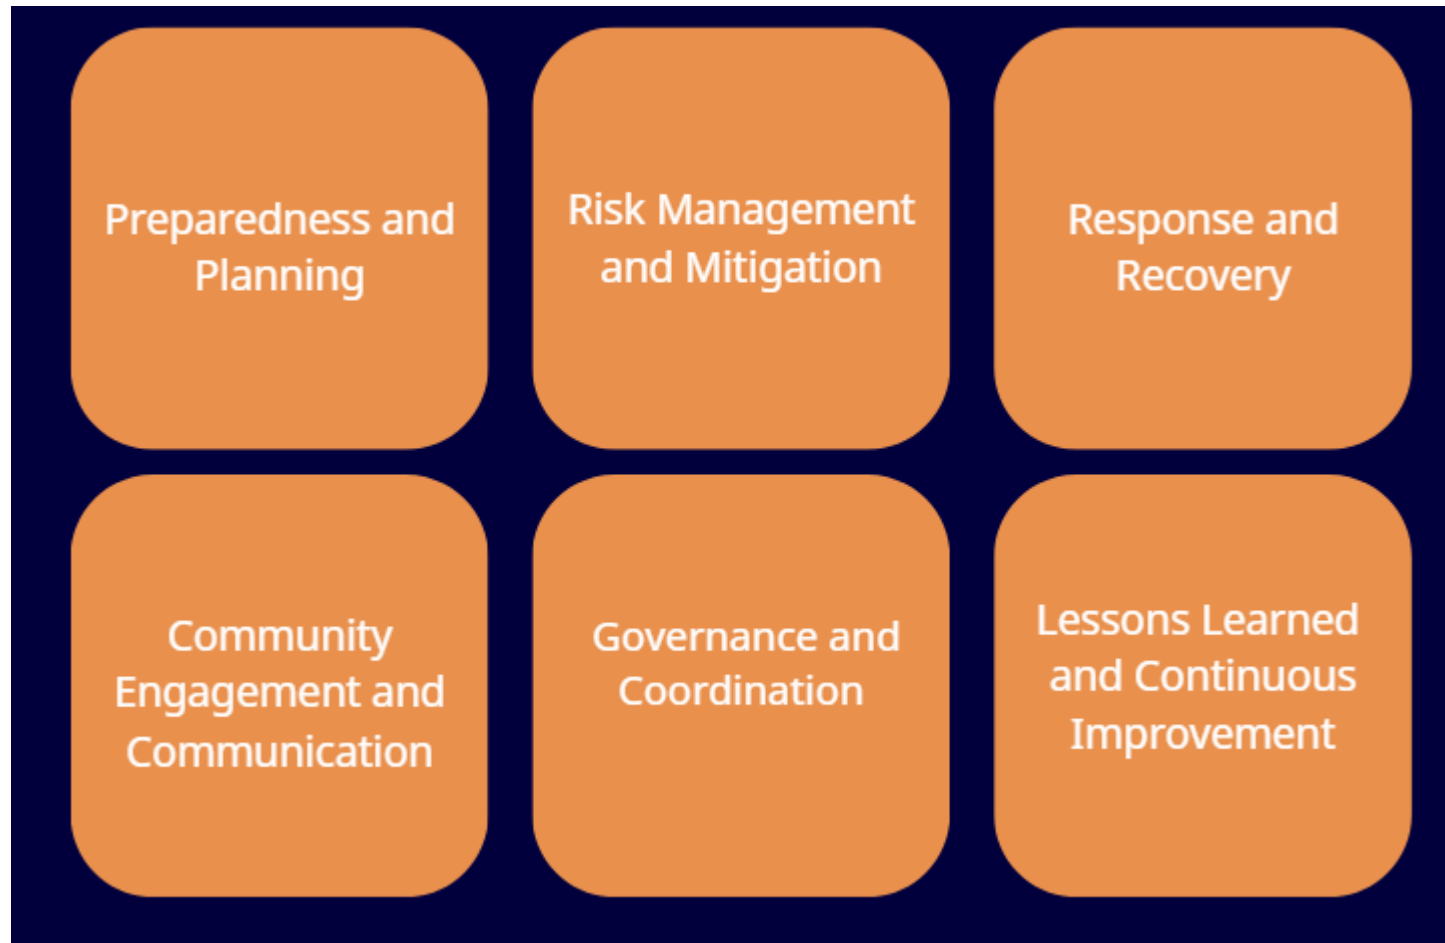 Preparedness and
Planning
Risk Management
and Mitigation
Response and
Recovery
Community
Engagement and
Communication
Governance and
Coordination
Lessons Learned
and Continuous
Improvement